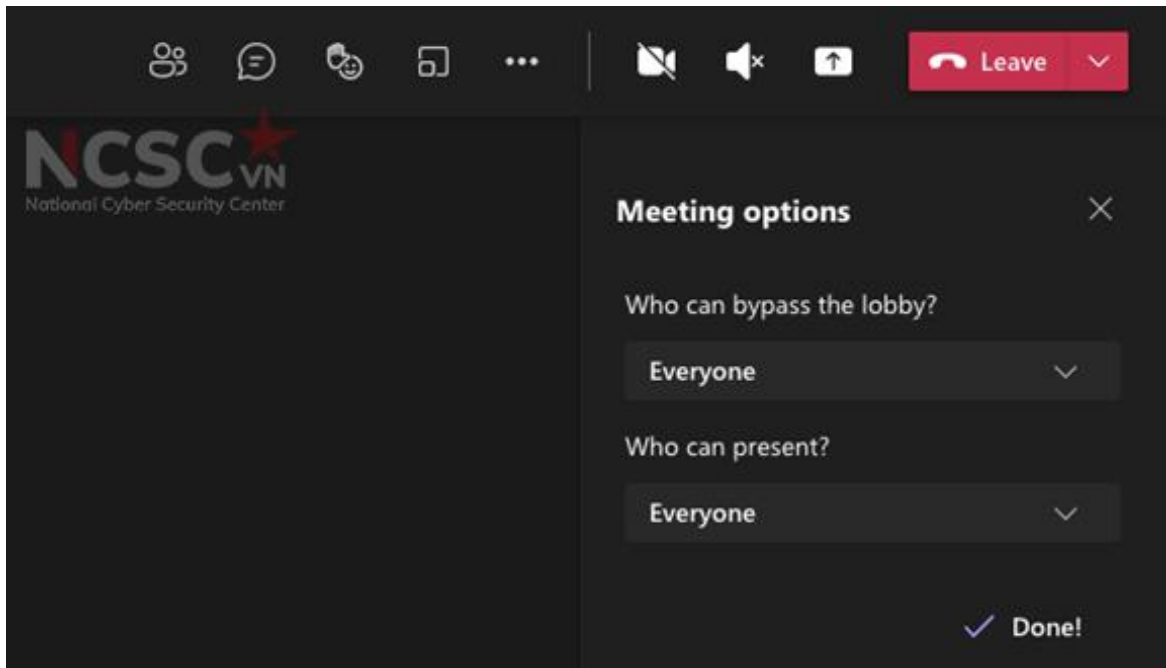 Leave
NCSC VN
National Cyber Security Center
Meeting options
Who can bypass the lobby?
Everyone
Who can present?
Everyone
Done!